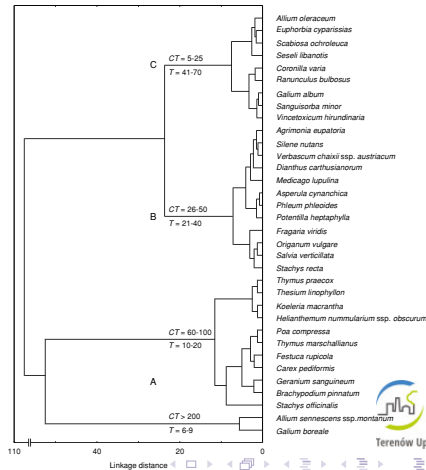 Allium oleraceum
Euphorbia cyparissias
Scabiosa ochroleuca
Seseli libanotis
C
CT = 5-25
T = 41-70
Coronilla varia
Ranunculus bulbosus
Galium album
Sanguisorba minor
Vincetoxicum hirundinaria
Agrimonia eupatoria
Silene nutans
Verbascum chaixii ssp. austriacum
Dianthus carthusianorum
Medicago lupulina
Asperula cynanchica
Phleum phleoides
Potentilla heptaphylla
B
CT = 26-50
T = 21-40
Fragaria viridis
Origanum vulgare
Salvia verticillata
Stachys recta
Thymus praecox
Thesium linophyllon
Koeleria macrantha
Helianthemum nummularium ssp. obscurum
CT = 60-100
T = 10-20
Poa compressa
Thymus marschallianus
Festuca rupicola
Carex pediformis
A
Geranium sanguineum
Brachypodium pinnatum
Stachys officinalis
CT > 200
T = 6-9
Allium senescens ssp.montanum
Galium boreale
110 40 20 0
Linkage distance
Terenów Up